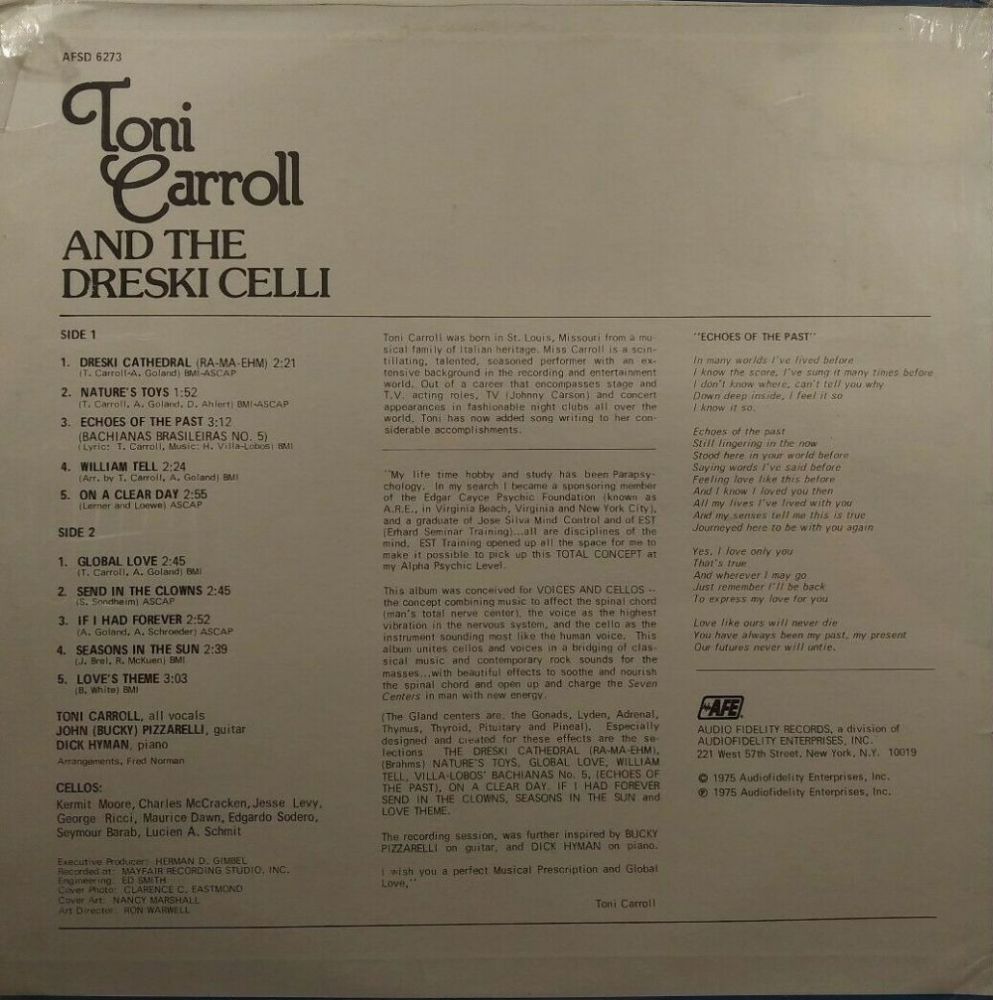 AFSD 6273
Toni
Carroll
AND THE
DRESKI CELLI
SIDE 1
1. DRESKI CATHEDRAL (RA-MA-EHM) 2:21
(T. Carroll-A. Goland) BMI-ASCAP
2. NATURE'S TOYS 1:52
(T. Carroll, A. Goland, D. Ahlert) BMI-ASCAP
3. ECHOES OF THE PAST 3:12
(BACHIANAS BRASILEIRAS NO. 5)
(Lyric: T. Carroll, Music: H. Villa-Lobos) BMI
4. WILLIAM TELL 2:24
(Arr. by T. Carroll, A. Goland) BMI
5. ON A CLEAR DAY 2:55
(Lerner and Loewe) ASCAP
SIDE 2
1. GLOBAL LOVE 2:45
(T. Carroll, A. Goland) BMI
2. SEND IN THE CLOWNS 2:45
(S. Sondheim) ASCAP
3. IF I HAD FOREVER 2:52
(A. Goland, A. Schroeder) ASCAP
4. SEASONS IN THE SUN 2:39
(J. Brel, R. McKuen) BMI
5. LOVE'S THEME 3:03
(B. White) BMI
TONI CARROLL, all vocals
JOHN (BUCKY) PIZZARELLI, guitar
DICK HYMAN, piano
Arrangements, Fred Norman
CELLOS:
Kermit Moore, Charles McCracken, Jesse Levy,
George Ricci, Maurice Dawn, Edgardo Sodero,
Seymour Barab, Lucien A. Schmit
Executive Producer: HERMAN D. GIMBEL
Recorded at: MAYFAIR RECORDING STUDIO, INC.
Engineering: ED SMITH
Cover Photo: CLARENCE C. EASTMOND
Cover Art: NANCY MARSHALL
Art Director: RON WARWELL
Toni Carroll was born in St. Louis, Missouri from a mu-
sical family of Italian heritage. Miss Carroll is a scin-
tillating, talented, seasoned performer with an ex-
tensive background in the recording and entertainment
world. Out of a career that encompasses stage and
T.V. acting roles, TV (Johnny Carson) and concert
appearances in fashionable night clubs all over the
world, Toni has now added song writing to her con-
siderable accomplishments.
"My life time hobby and study has been Parapsy-
chology. In my search I became a sponsoring member
of the Edgar Cayce Psychic Foundation (known as
A.R.E., in Virginia Beach, Virginia and New York City),
and a graduate of Jose Silva Mind Control and of EST
(Erhard Seminar Training)...all are disciplines of the
mind. EST Training opened up all the space for me to
make it possible to pick up this TOTAL CONCEPT at
my Alpha Psychic Level.
This album was conceived for VOICES AND CELLOS --
the concept combining music to affect the spinal chord
(man's total nerve center), the voice as the highest
vibration in the nervous system, and the cello as the
instrument sounding most like the human voice. This
album unites cellos and voices in a bridging of clas-
sical music and contemporary rock sounds for the
masses...with beautiful effects to soothe and nourish
the spinal chord and open up and charge the Seven
Centers in man with new energy.
(The Gland centers are, the Gonads, Lyden, Adrenal,
Thymus, Thyroid, Pituitary and Pineal). Especially
designed and created for these effects are the se-
lections THE DRESKI CATHEDRAL (RA-MA-EHM),
(Brahms) NATURE'S TOYS, GLOBAL LOVE, WILLIAM
TELL, VILLA-LOBOS' BACHIANAS No. 5, (ECHOES OF
THE PAST), ON A CLEAR DAY, IF I HAD FOREVER
SEND IN THE CLOWNS, SEASONS IN THE SUN and
LOVE THEME.
The recording session, was further inspired by BUCKY
PIZZARELLI on guitar, and DICK HYMAN on piano.
I wish you a perfect Musical Prescription and Global
Love,"
Toni Carroll
"ECHOES OF THE PAST"
In many worlds I've lived before
I know the score, I've sung it many times before
I don't know where, can't tell you why
Down deep inside, I feel it so
I know it so.
Echoes of the past
Still lingering in the now
Stood here in your world before
Saying words I've said before
Feeling love like this before
And I know I loved you then
All my lives I've lived with you
And my senses tell me this is true
Journeyed here to be with you again
Yes, I love only you
That's true
And wherever I may go
Just remember I'll be back
To express my love for you
Love like ours will never die
You have always been my past, my present
Our futures never will untie.
AFE
AUDIO FIDELITY RECORDS, a division of
AUDIOFIDELITY ENTERPRISES, INC.
221 West 57th Street, New York, N.Y. 10019
© 1975 Audiofidelity Enterprises, Inc.
℗ 1975 Audiofidelity Enterprises, Inc.